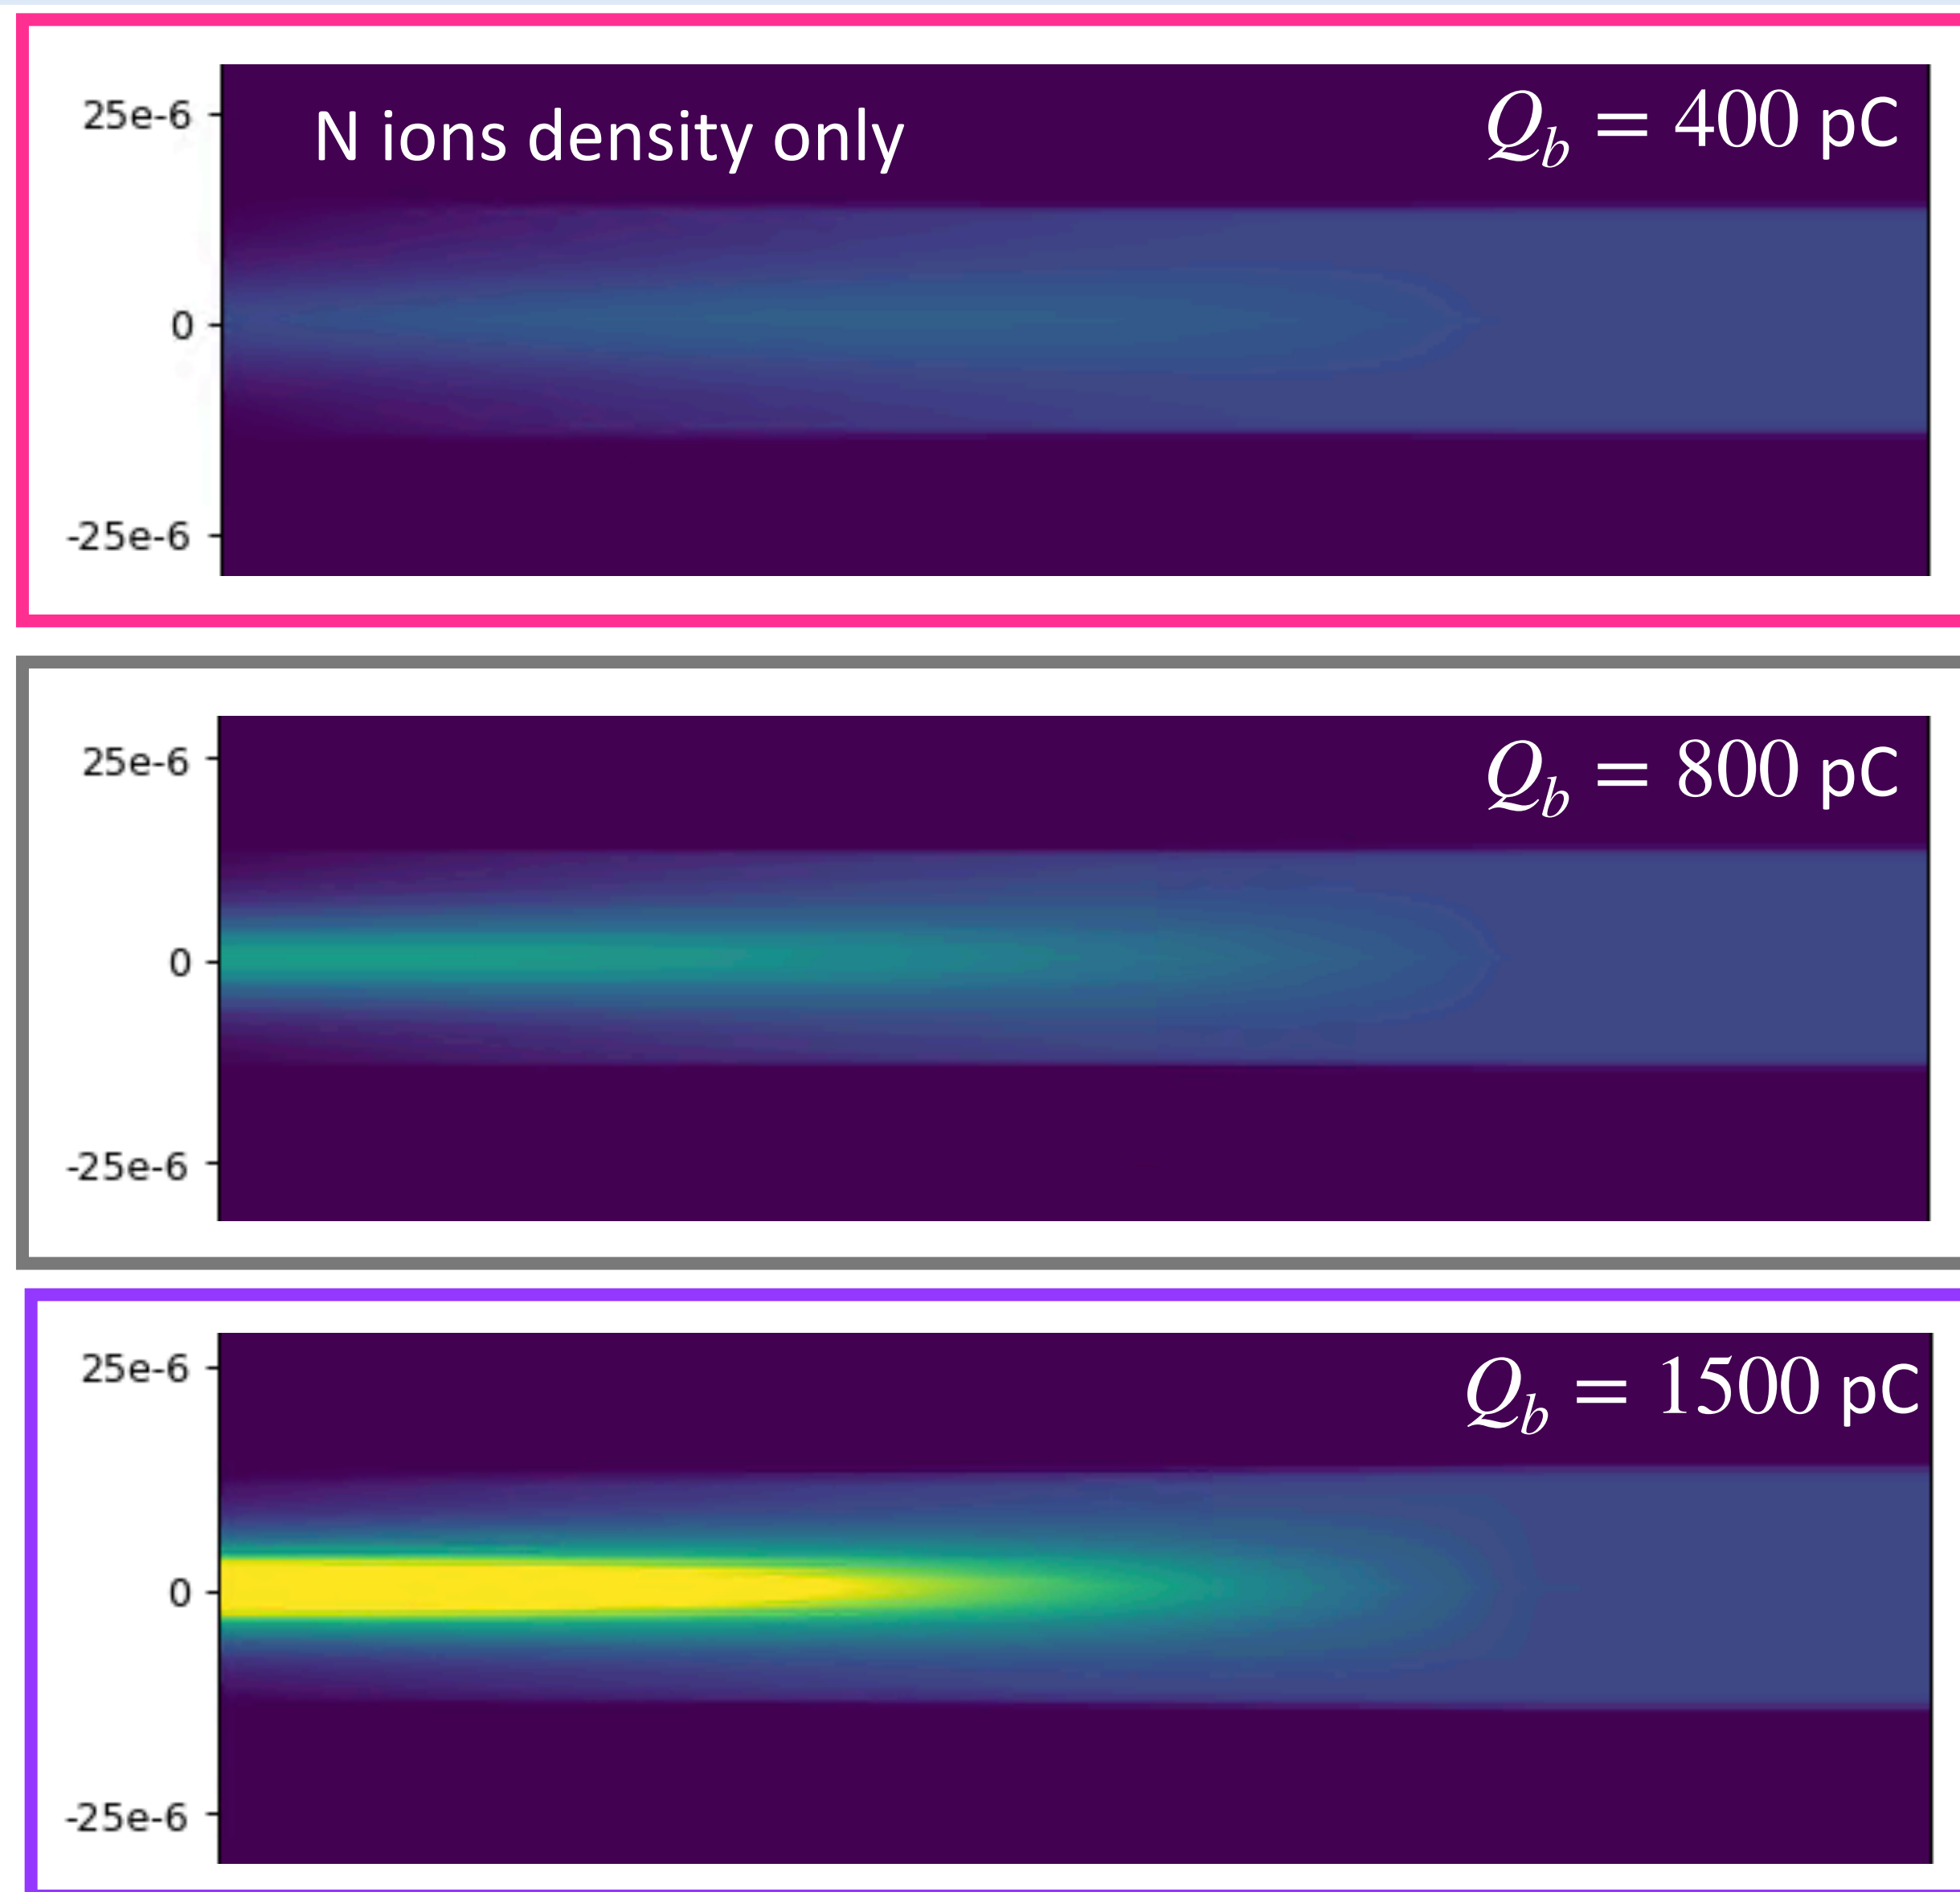 25e-6
N ions density only
Q_b = 400 pC
0
-25e-6
25e-6
Q_b = 800 pC
0
-25e-6
25e-6
Q_b = 1500 pC
0
-25e-6